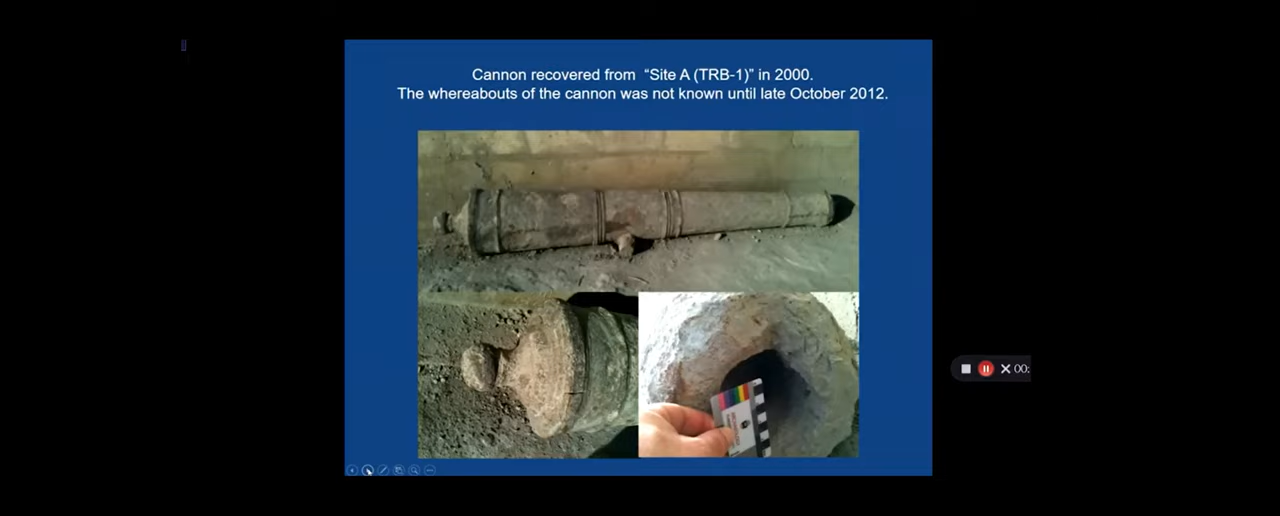 Cannon recovered from “Site A (TRB-1)” in 2000.
The whereabouts of the cannon was not known until late October 2012.
00: